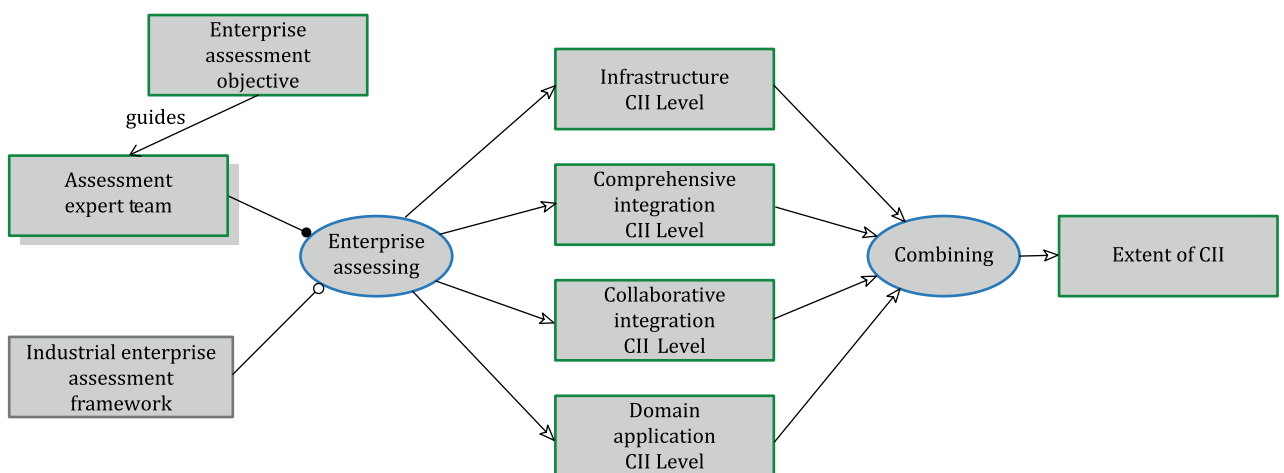 Enterprise
assessment
objective
guides
Assessment
expert team
Industrial enterprise
assessment
framework
Enterprise
assessing
Infrastructure
CII Level
Comprehensive
integration
CII Level
Collaborative
integration
CII Level
Domain
application
CII Level
Combining
Extent of CII